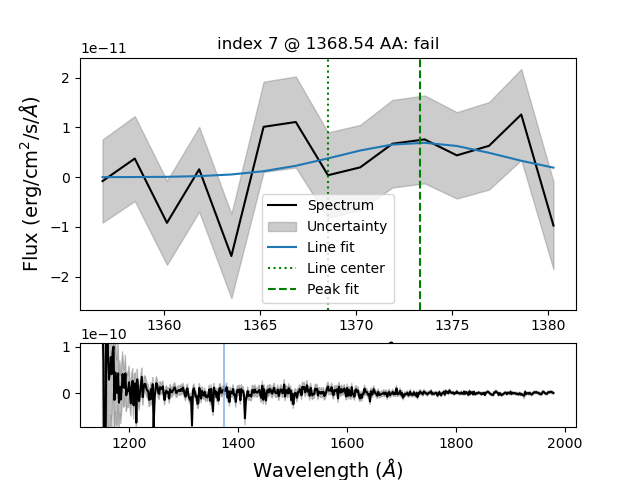 index 7 @ 1368.54 AA: fail
1e−11
2
1
0
−1
−2
Flux (erg/cm²/s/Å)
Spectrum
Uncertainty
Line fit
Line center
Peak fit
1360 1365 1370 1375 1380
1e−10
1
0
1200 1400 1600 1800 2000
Wavelength (Å)